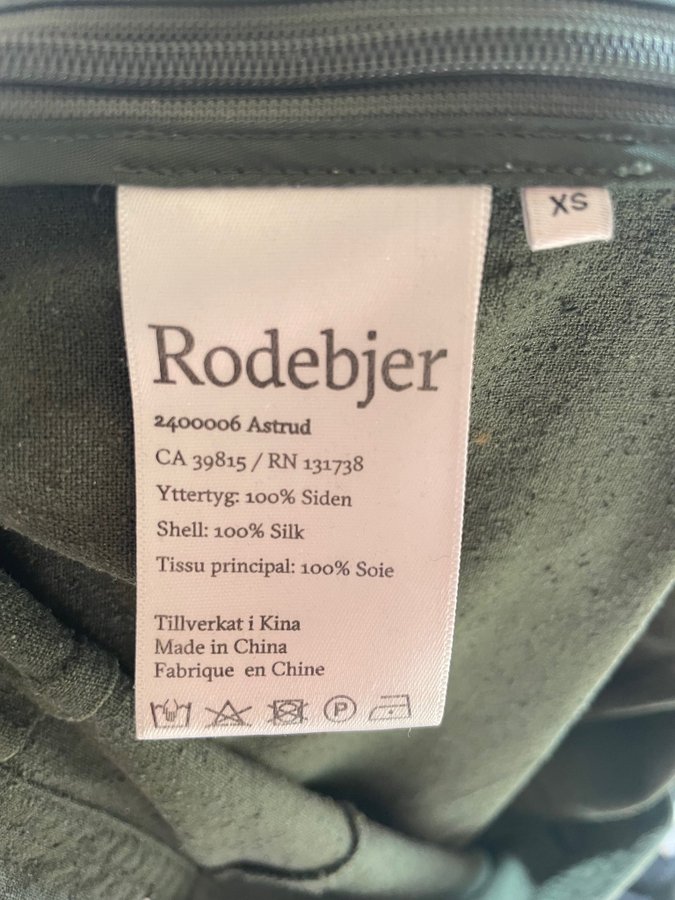 XS
Rodebjer
2400006 Astrud
CA 39815 / RN 131738
Yttertyg: 100% Siden
Shell: 100% Silk
Tissu principal: 100% Soie
Tillverkat i Kina
Made in China
Fabrique en Chine
P